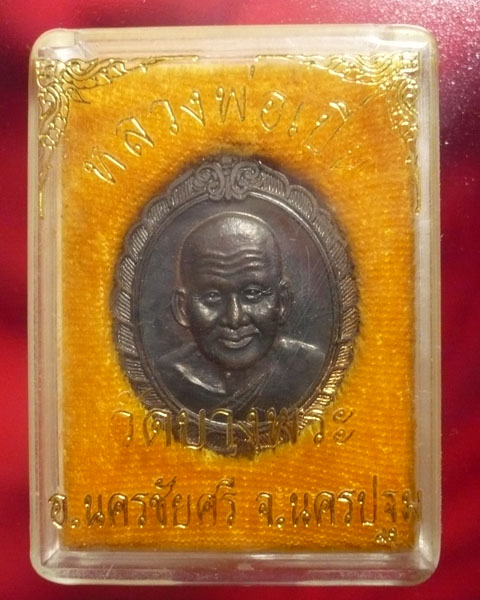 หลวงพ่อเปิ่น
วัดบางพระ
อ.นครชัยศรี จ.นครปฐม